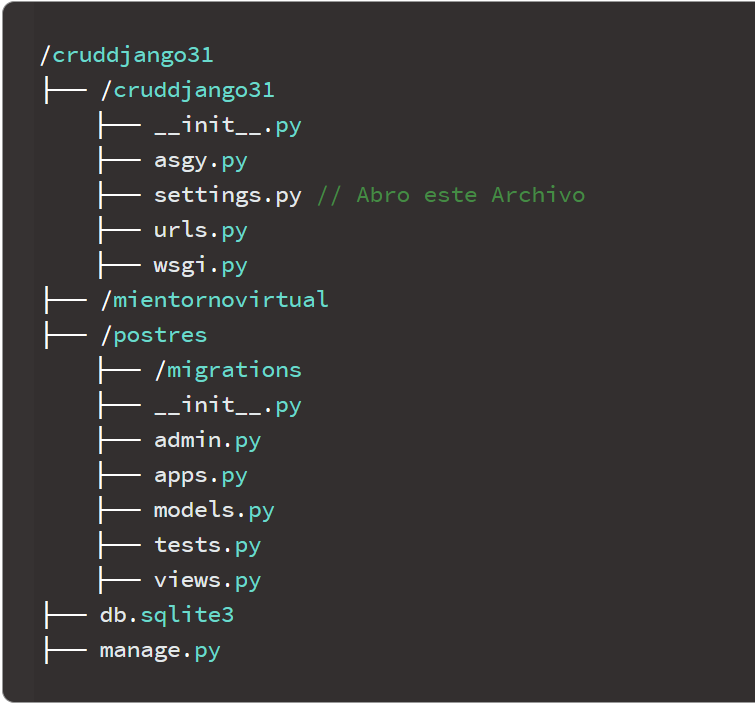 /cruddjango31
├── /cruddjango31
    ├── __init__.py
    ├── asgy.py
    ├── settings.py // Abro este Archivo
    ├── urls.py
    ├── wsgi.py
├── /mientornovirtual
├── /postres
    ├── /migrations
    ├── __init__.py
    ├── admin.py
    ├── apps.py
    ├── models.py
    ├── tests.py
    ├── views.py
├── db.sqlite3
├── manage.py